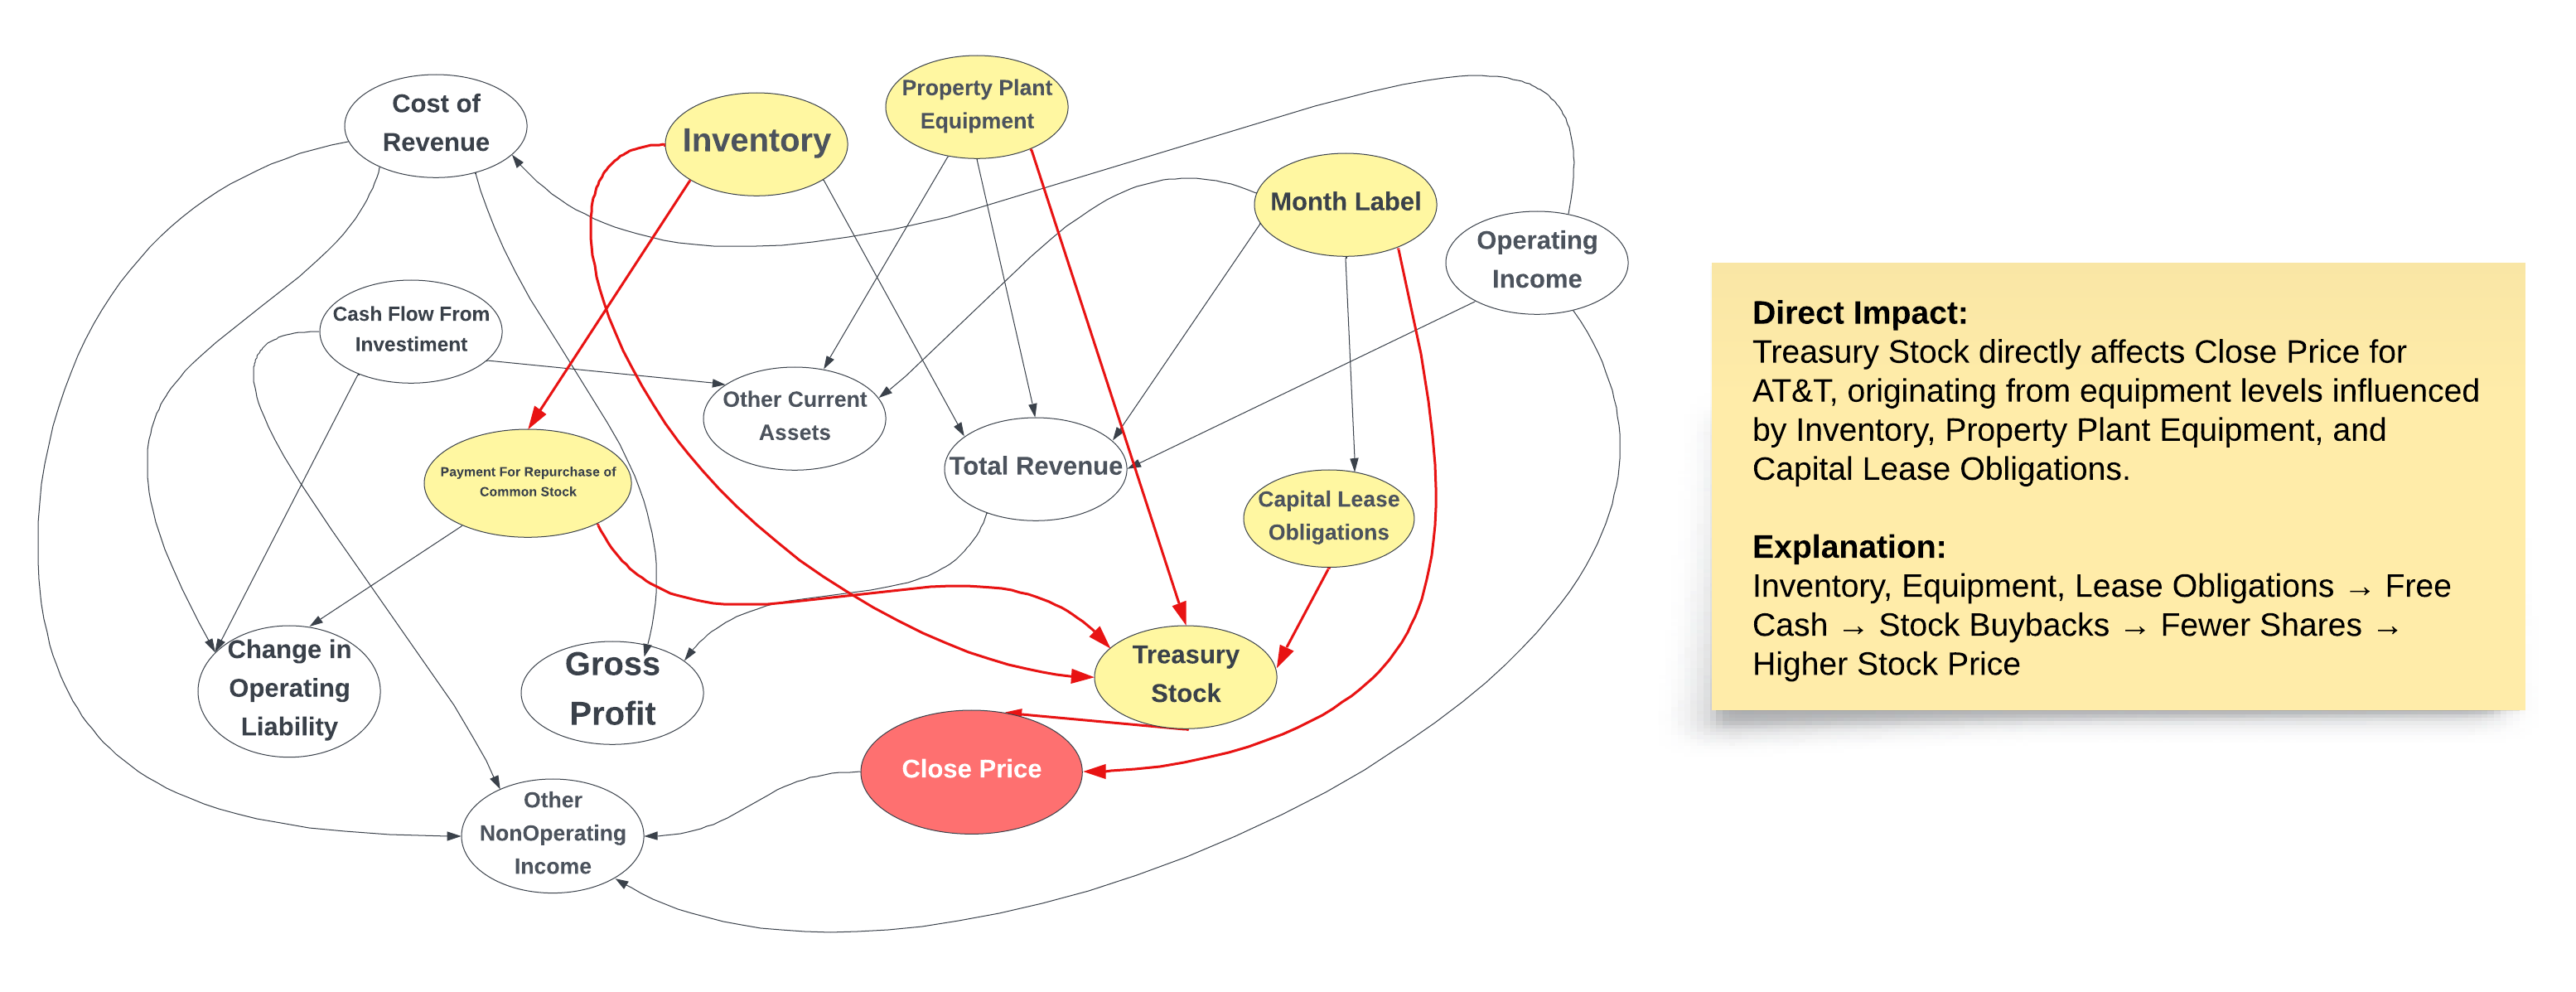 Cost of
Revenue
Inventory
Property Plant
Equipment
Month Label
Operating
Income
Cash Flow From
Investiment
Other Current
Assets
Total Revenue
Payment For Repurchase of
Common Stock
Capital Lease
Obligations
Change in
Operating
Liability
Gross
Profit
Treasury
Stock
Close Price
Other
NonOperating
Income
Direct Impact:
Treasury Stock directly affects Close Price for
AT&T, originating from equipment levels influenced
by Inventory, Property Plant Equipment, and
Capital Lease Obligations.
Explanation:
Inventory, Equipment, Lease Obligations → Free
Cash → Stock Buybacks → Fewer Shares →
Higher Stock Price